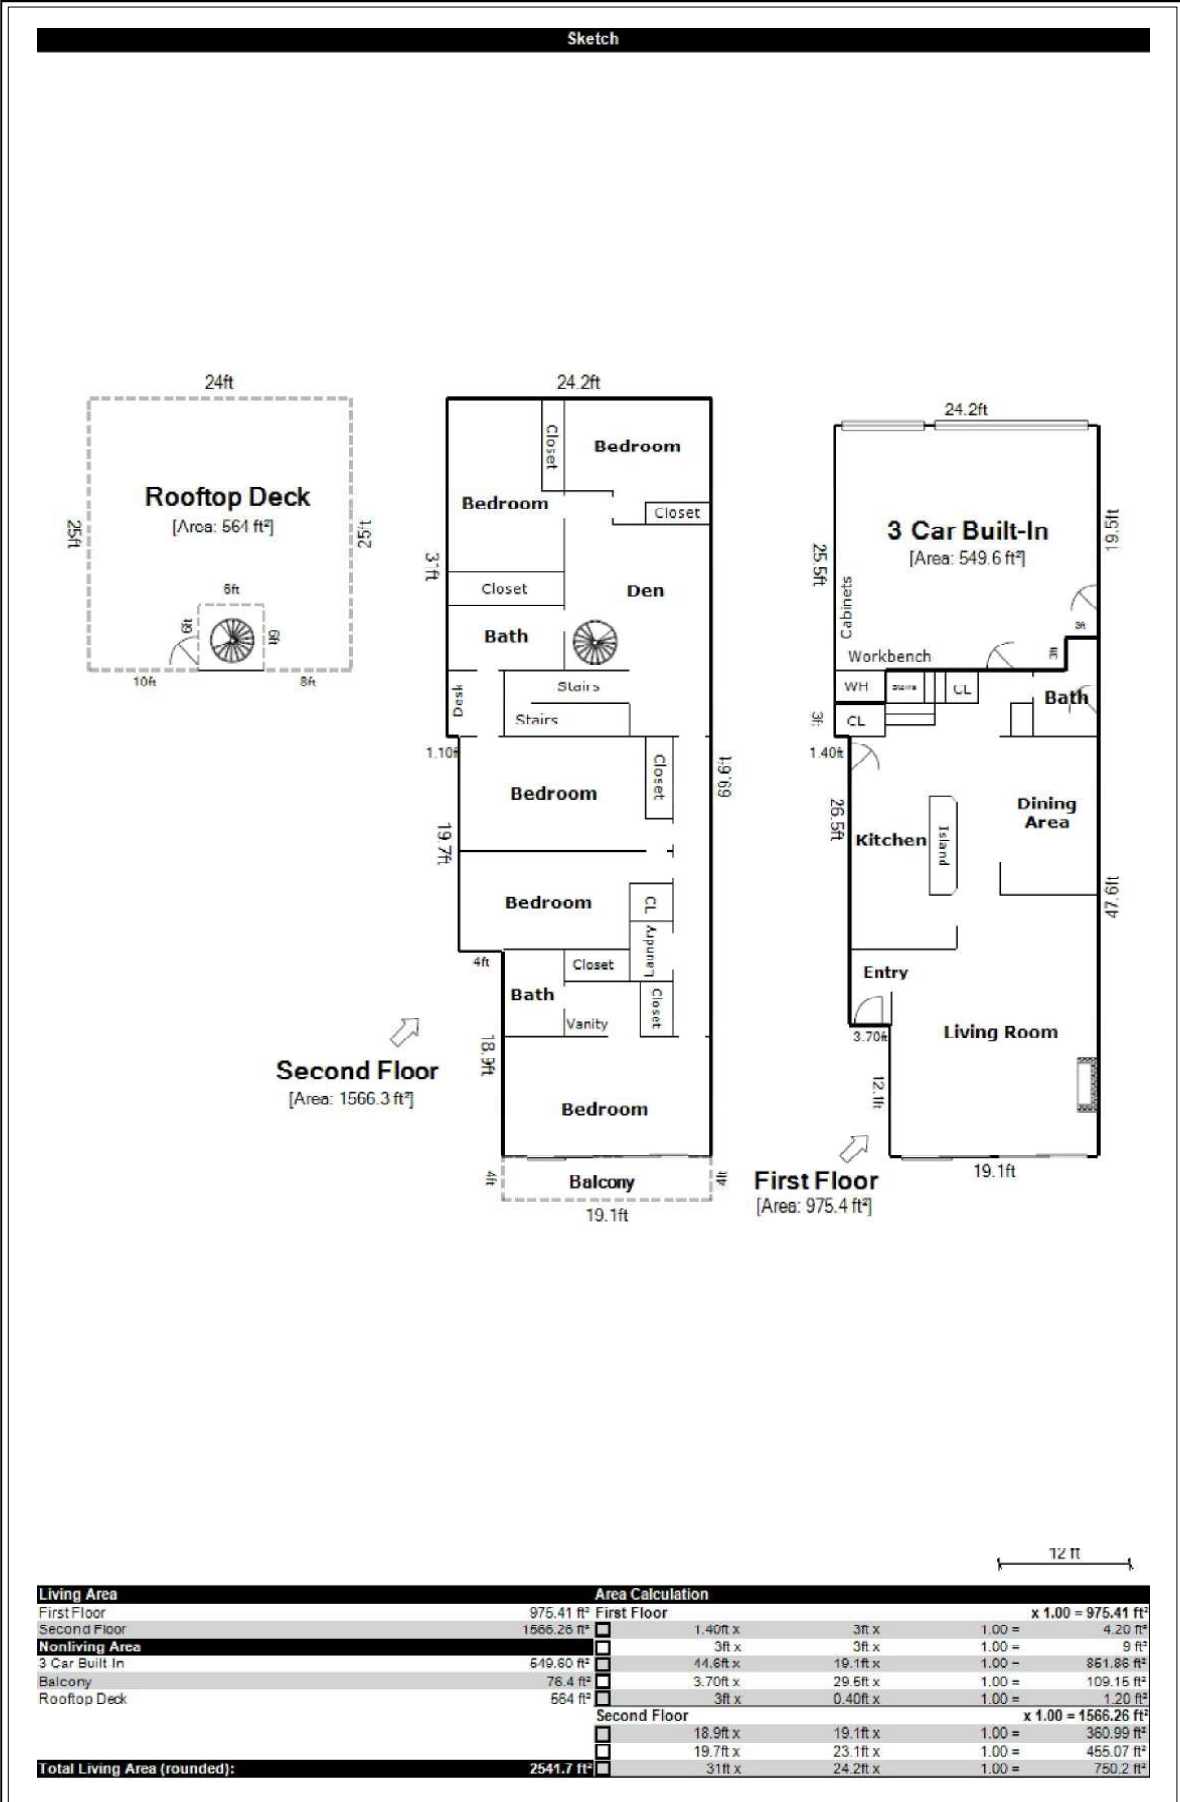 Sketch
24ft
Rooftop Deck
[Area: 564 ft²]
25ft
25ft
6ft
6ft
6ft
10ft
8ft
24.2ft
Closet
Bedroom
Bedroom
Closet
31ft
Closet
Den
Bath
Desk
Stairs
Stairs
1.10ft
Closet
69.6ft
Bedroom
19.7ft
Bedroom
CL
Laundry
4ft
Closet
Bath
Closet
Vanity
18.9ft
Second Floor
[Area: 1566.3 ft²]
Bedroom
4ft
Balcony
4ft
19.1ft
24.2ft
3 Car Built-In
[Area: 549.6 ft²]
25.5ft
19.5ft
Cabinets
3ft
3ft
Workbench
WH
Stairs
CL
Bath
3ft
CL
1.40ft
26.5ft
Dining
Area
Kitchen
Island
47.6ft
Entry
3.70ft
Living Room
12.1ft
First Floor
[Area: 975.4 ft²]
19.1ft
12 ft
Living Area Area Calculation
First Floor 975.41 ft² First Floor x 1.00 = 975.41 ft²
Second Floor 1566.26 ft² 1.40ft x 3ft x 1.00 = 4.20 ft²
Nonliving Area 3ft x 3ft x 1.00 = 9 ft²
3 Car Built In 549.60 ft² 44.6ft x 19.1ft x 1.00 = 851.86 ft²
Balcony 76.4 ft² 3.70ft x 29.5ft x 1.00 = 109.15 ft²
Rooftop Deck 564 ft² 3ft x 0.40ft x 1.00 = 1.20 ft²
Second Floor x 1.00 = 1566.26 ft²
18.9ft x 19.1ft x 1.00 = 360.99 ft²
19.7ft x 23.1ft x 1.00 = 455.07 ft²
Total Living Area (rounded): 2541.7 ft² 31ft x 24.2ft x 1.00 = 750.2 ft²